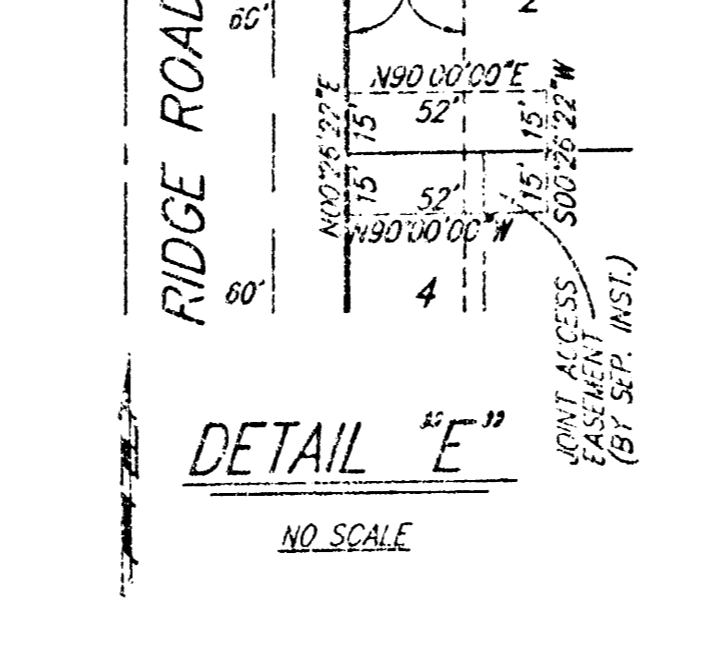 60'
2
RIDGE ROAD
N90°00'00"E
52'
15'
15'
N00°26'22"E
S00°26'22"W
15'
15'
52'
N90°00'00"W
60'
4
JOINT ACCESS
EASEMENT
(BY SEP. INST.)
DETAIL "E"
NO SCALE